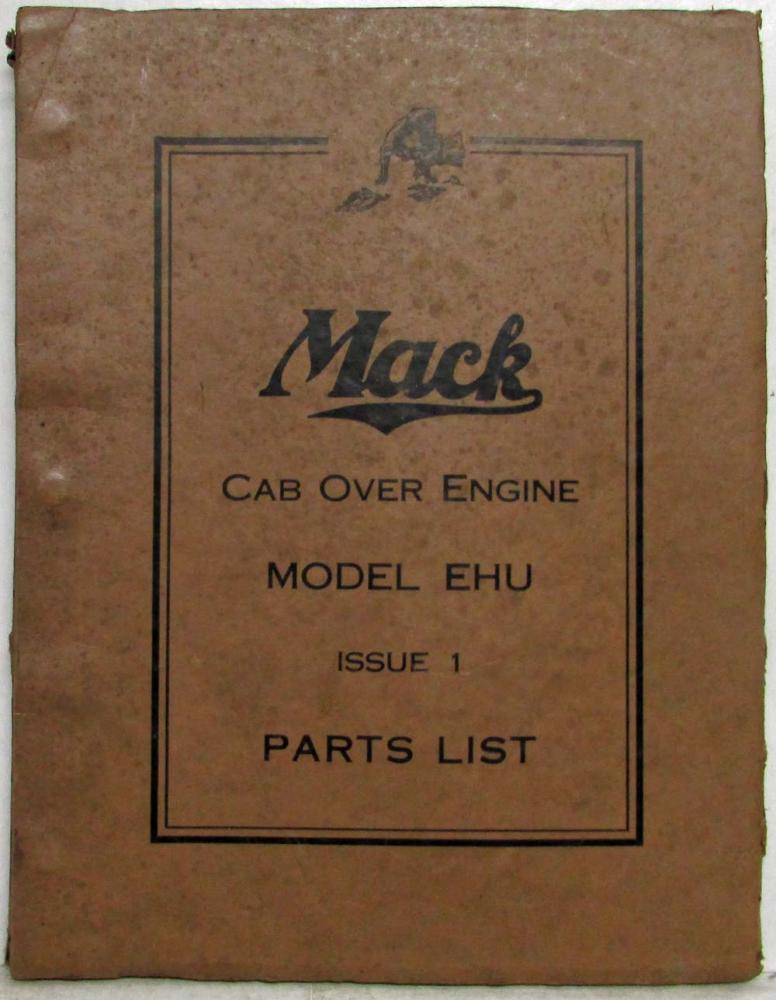 Mack
CAB OVER ENGINE
MODEL EHU
ISSUE 1
PARTS LIST